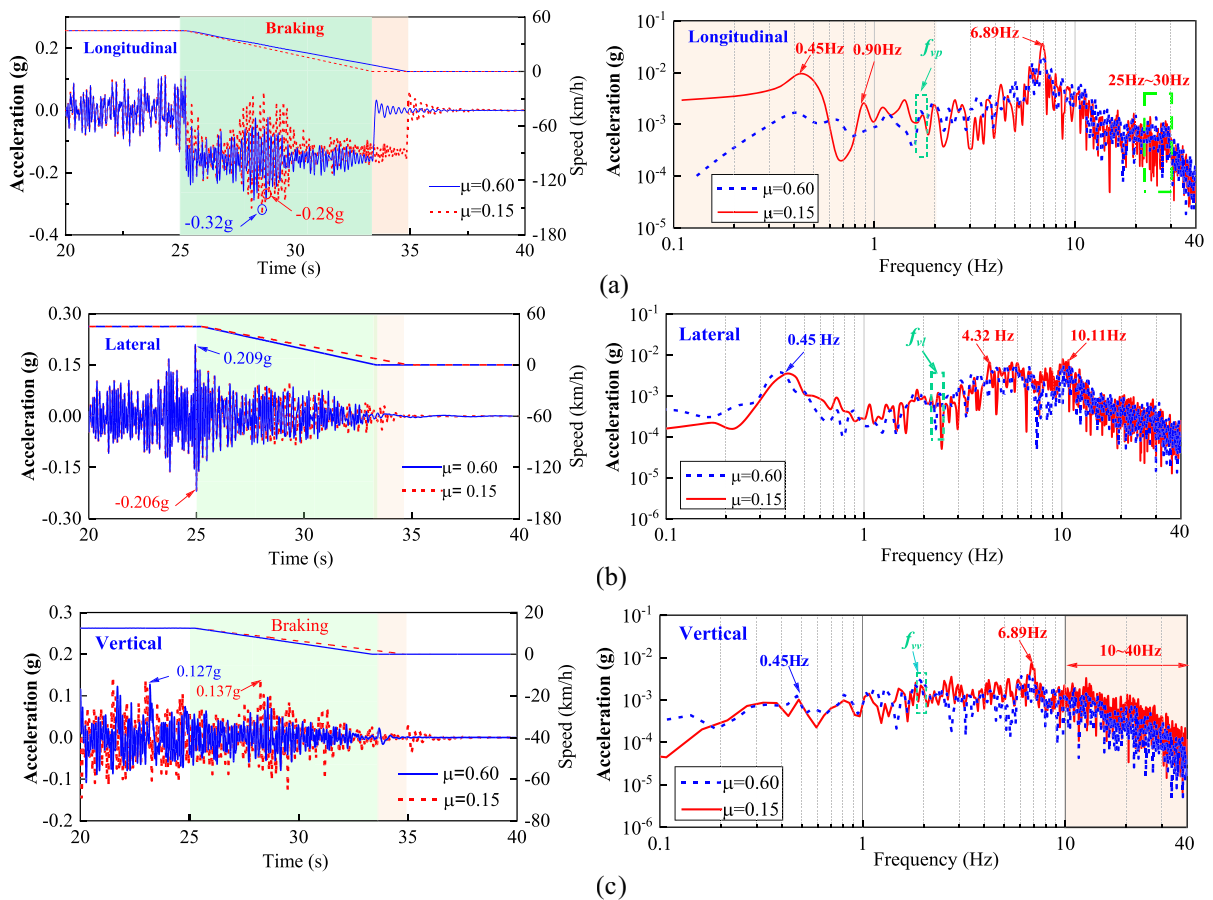 Longitudinal
Braking
Acceleration (g)
0.2
0.0
-0.2
-0.4
60
0
-60
-120
-180
Speed (km/h)
μ=0.60
μ=0.15
-0.32g
-0.28g
20 25 30 35 40
Time (s)
Longitudinal
Acceleration (g)
10⁻¹
10⁻²
10⁻³
10⁻⁴
10⁻⁵
0.45Hz
0.90Hz
fvp
6.89Hz
25Hz~30Hz
μ=0.60
μ=0.15
0.1 1 10 40
Frequency (Hz)
(a)
Lateral
Acceleration (g)
0.30
0.15
0.00
-0.15
-0.30
60
0
-60
-120
-180
Speed (km/h)
0.209g
-0.206g
μ= 0.60
μ= 0.15
20 25 30 35 40
Time (s)
Lateral
Acceleration (g)
10⁻¹
10⁻²
10⁻³
10⁻⁴
10⁻⁵
10⁻⁶
0.45 Hz
fvl
4.32 Hz
10.11Hz
μ=0.60
μ=0.15
0.1 1 10 40
Frequency (Hz)
(b)
Vertical
Braking
Acceleration (g)
0.3
0.2
0.1
0.0
-0.1
-0.2
20
0
-20
-40
-60
-80
Speed (km/h)
0.127g
0.137g
μ=0.60
μ=0.15
20 25 30 35 40
Time (s)
Vertical
Acceleration (g)
10⁻¹
10⁻²
10⁻³
10⁻⁴
10⁻⁵
10⁻⁶
0.45Hz
fvv
6.89Hz
10~40Hz
μ=0.60
μ=0.15
0.1 1 10 40
Frequency (Hz)
(c)